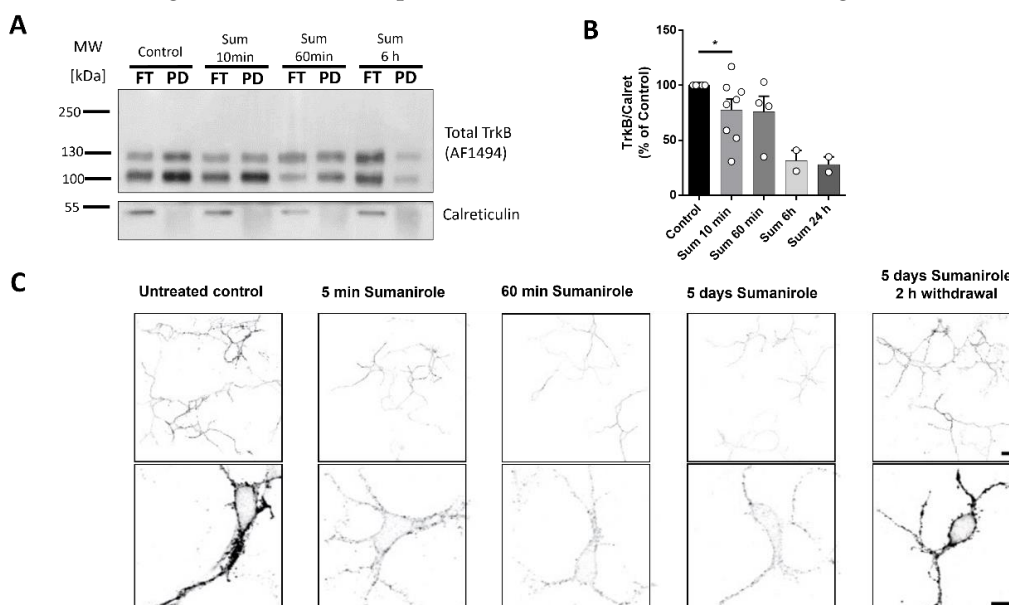 A
MW
[kDa]
Control
Sum
10min
Sum
60min
Sum
6 h
FT PD FT PD FT PD FT PD
250
130
100
55
Total TrkB
(AF1494)
Calreticulin
B
TrkB/Calret
(% of Control)
150
100
50
0
*
Control
Sum 10 min
Sum 60 min
Sum 6h
Sum 24 h
C
Untreated control
5 min Sumanirole
60 min Sumanirole
5 days Sumanirole
5 days Sumanirole
2 h withdrawal